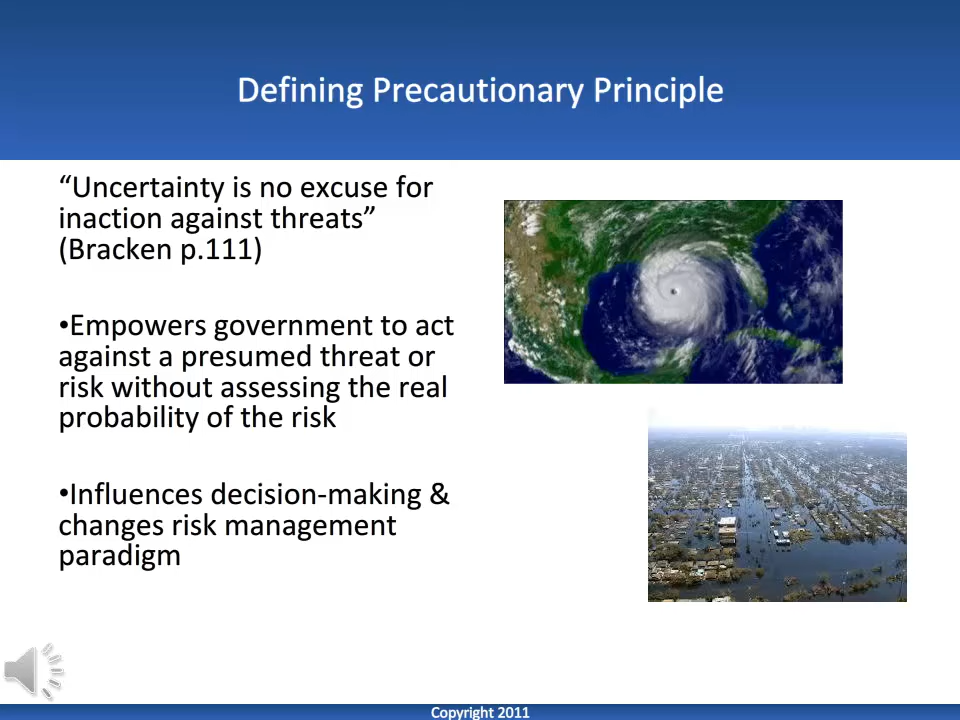 Defining Precautionary Principle
“Uncertainty is no excuse for
inaction against threats”
(Bracken p.111)
•Empowers government to act
against a presumed threat or
risk without assessing the real
probability of the risk
•Influences decision-making &
changes risk management
paradigm
Copyright 2011